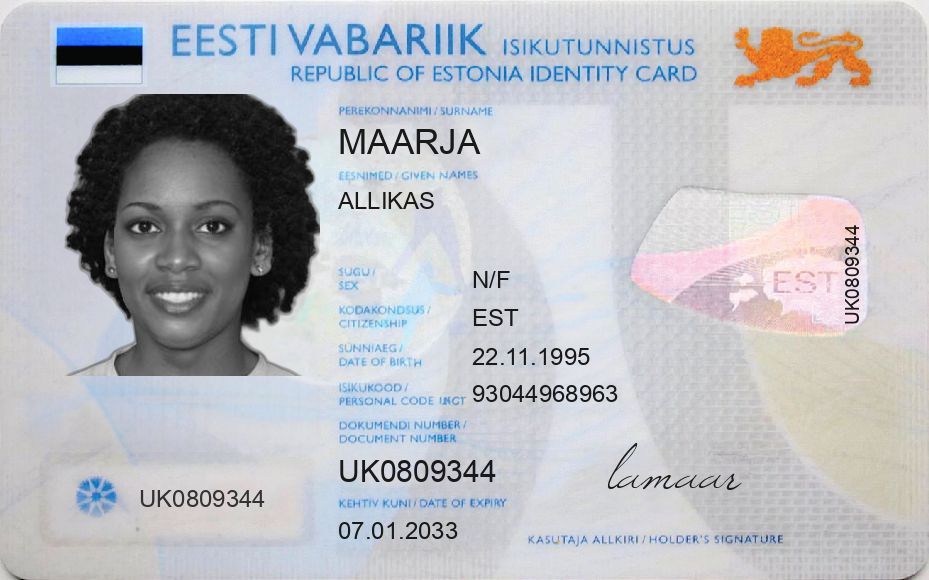 EESTI VABARIIK ISIKUTUNNISTUS
REPUBLIC OF ESTONIA IDENTITY CARD
PEREKONNANIMI / SURNAME
MAARJA
EESNIMED / GIVEN NAMES
ALLIKAS
SUGU /
SEX
N/F
KODAKONDSUS /
CITIZENSHIP
EST
SÜNNIAEG /
DATE OF BIRTH
22.11.1995
ISIKUKOOD /
PERSONAL CODE
93044968963
DOKUMENDI NUMBER /
DOCUMENT NUMBER
UK0809344
KEHTIV KUNI / DATE OF EXPIRY
07.01.2033
UK0809344
EST
UK0809344
lamaar
KASUTAJA ALLKIRI / HOLDER'S SIGNATURE